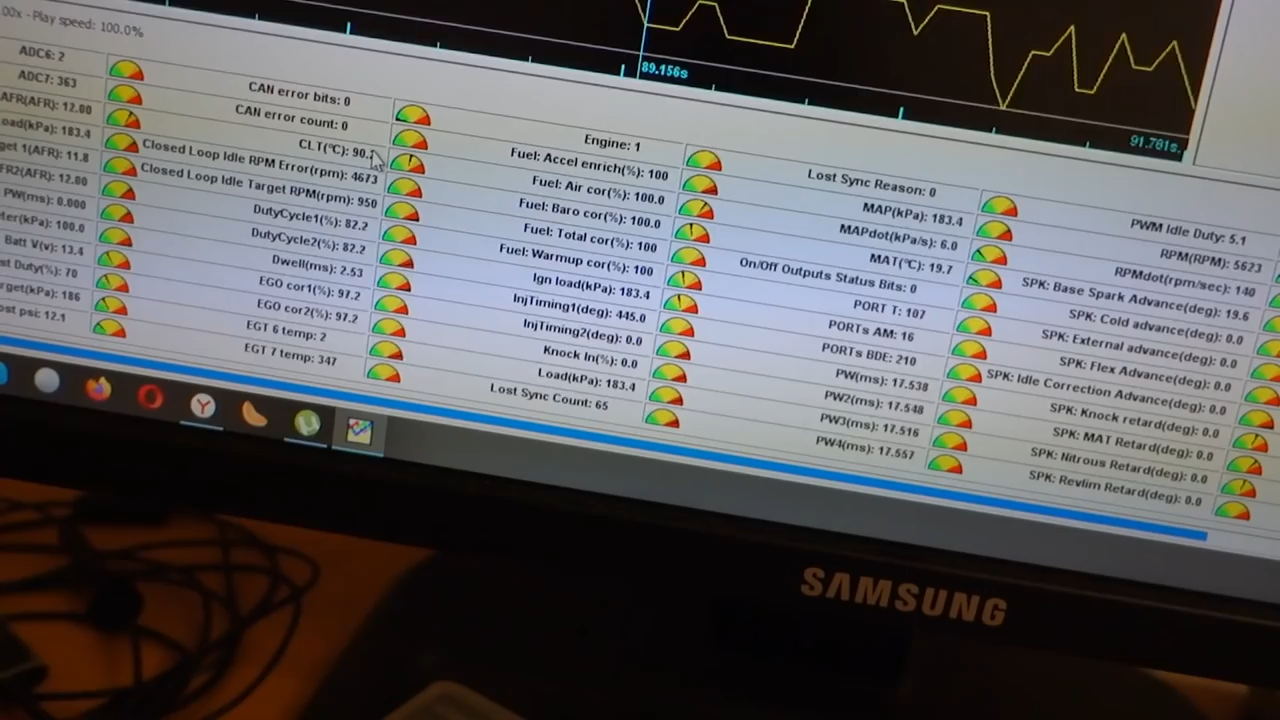 00x - Play speed: 100.0%
89.156s
91.781s
ADC6: 2
ADC7: 363
AFR(AFR): 12.00
oad(kPa): 183.4
get 1(AFR): 11.8
FR2(AFR): 12.00
PW(ms): 0.000
ter(kPa): 100.0
Batt V(v): 13.4
st Duty(%): 70
rget(kPa): 186
ost psi: 12.1
CAN error bits: 0
CAN error count: 0
CLT(°C): 90.
Closed Loop Idle RPM Error(rpm): 4673
Closed Loop Idle Target RPM(rpm): 950
DutyCycle1(%): 82.2
DutyCycle2(%): 82.2
Dwell(ms): 2.53
EGO cor1(%): 97.2
EGO cor2(%): 97.2
EGT 6 temp: 2
EGT 7 temp: 347
Engine: 1
Fuel: Accel enrich(%): 100
Fuel: Air cor(%): 100.0
Fuel: Baro cor(%): 100.0
Fuel: Total cor(%): 100
Fuel: Warmup cor(%): 100
Ign load(kPa): 183.4
InjTiming1(deg): 445.0
InjTiming2(deg): 0.0
Knock In(%): 0.0
Load(kPa): 183.4
Lost Sync Count: 65
Lost Sync Reason: 0
MAP(kPa): 183.4
MAPdot(kPa/s): 6.0
MAT(°C): 19.7
On/Off Outputs Status Bits: 0
PORT T: 107
PORTs AM: 16
PORTs BDE: 210
PW(ms): 17.538
PW2(ms): 17.548
PW3(ms): 17.516
PW4(ms): 17.557
PWM Idle Duty: 5.1
RPM(RPM): 5623
RPMdot(rpm/sec): 140
SPK: Base Spark Advance(deg): 19.6
SPK: Cold advance(deg): 0.0
SPK: External advance(deg): 0.0
SPK: Flex Advance(deg): 0.0
SPK: Idle Correction Advance(deg): 0.0
SPK: Knock retard(deg): 0.0
SPK: MAT Retard(deg): 0.0
SPK: Nitrous Retard(deg): 0.0
SPK: Revlim Retard(deg): 0.0
SAMSUNG